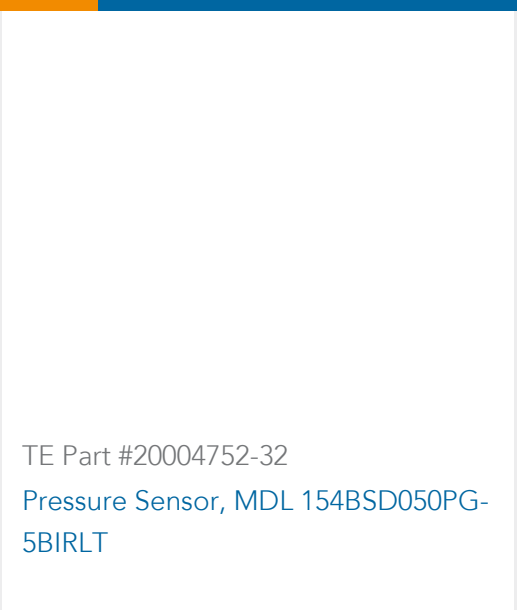 TE Part #20004752-32
Pressure Sensor, MDL 154BSD050PG-
5BIRLT